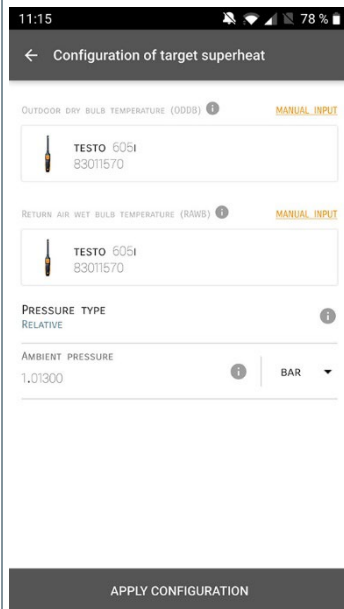 11:15
78 %
Configuration of target superheat
OUTDOOR DRY BULB TEMPERATURE (ODDB)
MANUAL INPUT
TESTO 605I
83011570
RETURN AIR WET BULB TEMPERATURE (RAWB)
MANUAL INPUT
TESTO 605I
83011570
PRESSURE TYPE
RELATIVE
AMBIENT PRESSURE
1.01300
BAR
APPLY CONFIGURATION